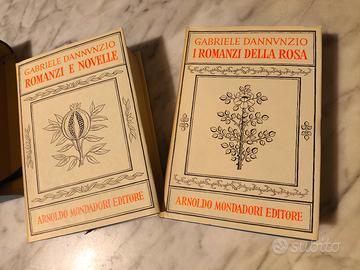 GABRIELE DANNVNZIO
ROMANZI E NOVELLE
ARNOLDO MONDADORI EDITORE
GABRIELE DANNVNZIO
I ROMANZI DELLA ROSA
ARNOLDO MONDADORI EDITORE
subito